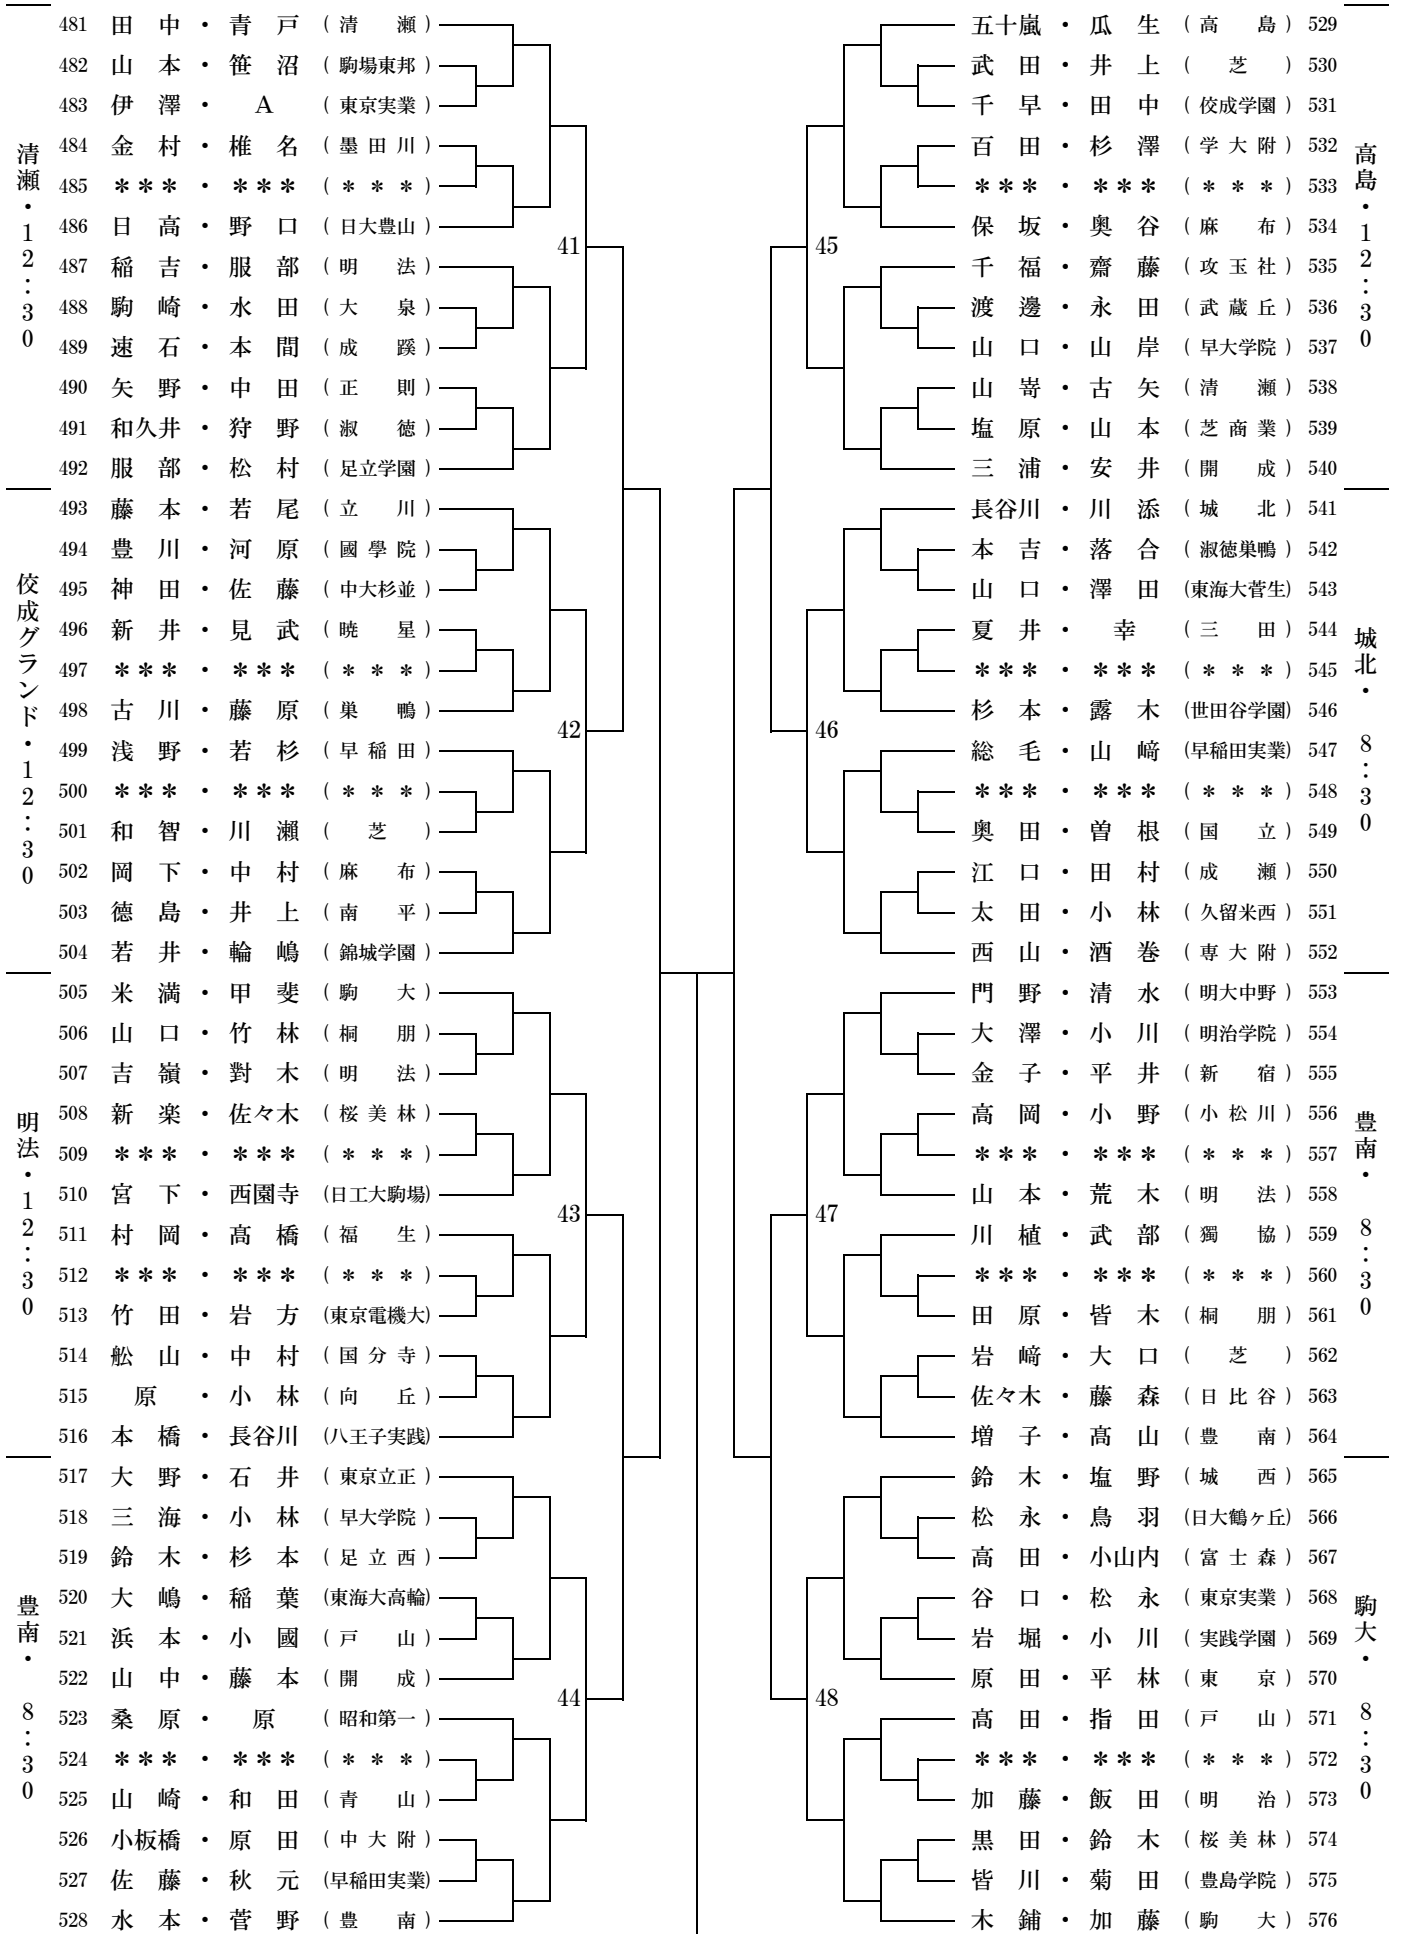 清瀬・12：30
481 田中・青戸 （清瀬）
482 山本・笹沼 （駒場東邦）
483 伊澤・A （東京実業）
484 金村・椎名 （墨田川）
485 ＊＊＊・＊＊＊ （＊＊＊）
486 日高・野口 （日大豊山）
487 稲吉・服部 （明法）
488 駒崎・水田 （大泉）
489 速石・本間 （成蹊）
490 矢野・中田 （正則）
491 和久井・狩野 （淑徳）
492 服部・松村 （足立学園）
41
佼成グランド・12：30
493 藤本・若尾 （立川）
494 豊川・河原 （國學院）
495 神田・佐藤 （中大杉並）
496 新井・見武 （暁星）
497 ＊＊＊・＊＊＊ （＊＊＊）
498 古川・藤原 （巣鴨）
499 浅野・若杉 （早稲田）
500 ＊＊＊・＊＊＊ （＊＊＊）
501 和智・川瀬 （芝）
502 岡下・中村 （麻布）
503 徳島・井上 （南平）
504 若井・輪嶋 （錦城学園）
42
明法・12：30
505 米満・甲斐 （駒大）
506 山口・竹林 （桐朋）
507 吉嶺・對木 （明法）
508 新楽・佐々木 （桜美林）
509 ＊＊＊・＊＊＊ （＊＊＊）
510 宮下・西園寺 （日工大駒場）
511 村岡・髙橋 （福生）
512 ＊＊＊・＊＊＊ （＊＊＊）
513 竹田・岩方 （東京電機大）
514 舩山・中村 （国分寺）
515 原・小林 （向丘）
516 本橋・長谷川 （八王子実践）
43
豊南・8：30
517 大野・石井 （東京立正）
518 三海・小林 （早大学院）
519 鈴木・杉本 （足立西）
520 大嶋・稲葉 （東海大高輪）
521 浜本・小國 （戸山）
522 山中・藤本 （開成）
523 桑原・原 （昭和第一）
524 ＊＊＊・＊＊＊ （＊＊＊）
525 山崎・和田 （青山）
526 小板橋・原田 （中大附）
527 佐藤・秋元 （早稲田実業）
528 水本・菅野 （豊南）
44
高島・12：30
五十嵐・瓜生 （高島） 529
武田・井上 （芝） 530
千早・田中 （佼成学園） 531
百田・杉澤 （学大附） 532
＊＊＊・＊＊＊ （＊＊＊） 533
保坂・奥谷 （麻布） 534
千福・齋藤 （攻玉社） 535
渡邊・永田 （武蔵丘） 536
山口・山岸 （早大学院） 537
山嵜・古矢 （清瀬） 538
塩原・山本 （芝商業） 539
三浦・安井 （開成） 540
45
城北・8：30
長谷川・川添 （城北） 541
本吉・落合 （淑徳巣鴨） 542
山口・澤田 （東海大菅生） 543
夏井・幸 （三田） 544
＊＊＊・＊＊＊ （＊＊＊） 545
杉本・露木 （世田谷学園） 546
総毛・山﨑 （早稲田実業） 547
＊＊＊・＊＊＊ （＊＊＊） 548
奥田・曽根 （国立） 549
江口・田村 （成瀬） 550
太田・小林 （久留米西） 551
西山・酒巻 （専大附） 552
46
豊南・8：30
門野・清水 （明大中野） 553
大澤・小川 （明治学院） 554
金子・平井 （新宿） 555
高岡・小野 （小松川） 556
＊＊＊・＊＊＊ （＊＊＊） 557
山本・荒木 （明法） 558
川植・武部 （獨協） 559
＊＊＊・＊＊＊ （＊＊＊） 560
田原・皆木 （桐朋） 561
岩﨑・大口 （芝） 562
佐々木・藤森 （日比谷） 563
増子・髙山 （豊南） 564
47
駒大・8：30
鈴木・塩野 （城西） 565
松永・鳥羽 （日大鶴ヶ丘） 566
高田・小山内 （富士森） 567
谷口・松永 （東京実業） 568
岩堀・小川 （実践学園） 569
原田・平林 （東京） 570
髙田・指田 （戸山） 571
＊＊＊・＊＊＊ （＊＊＊） 572
加藤・飯田 （明治） 573
黒田・鈴木 （桜美林） 574
皆川・菊田 （豊島学院） 575
木鋪・加藤 （駒大） 576
48